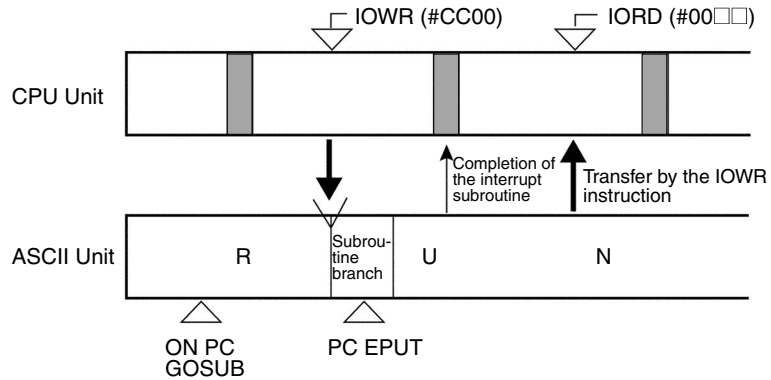 IOWR (#CC00)
IORD (#00□□)
CPU Unit
Completion of
the interrupt
subroutine
Transfer by the IOWR
instruction
ASCII Unit
R
Subrou-
tine
branch
U
N
ON PC
GOSUB
PC EPUT